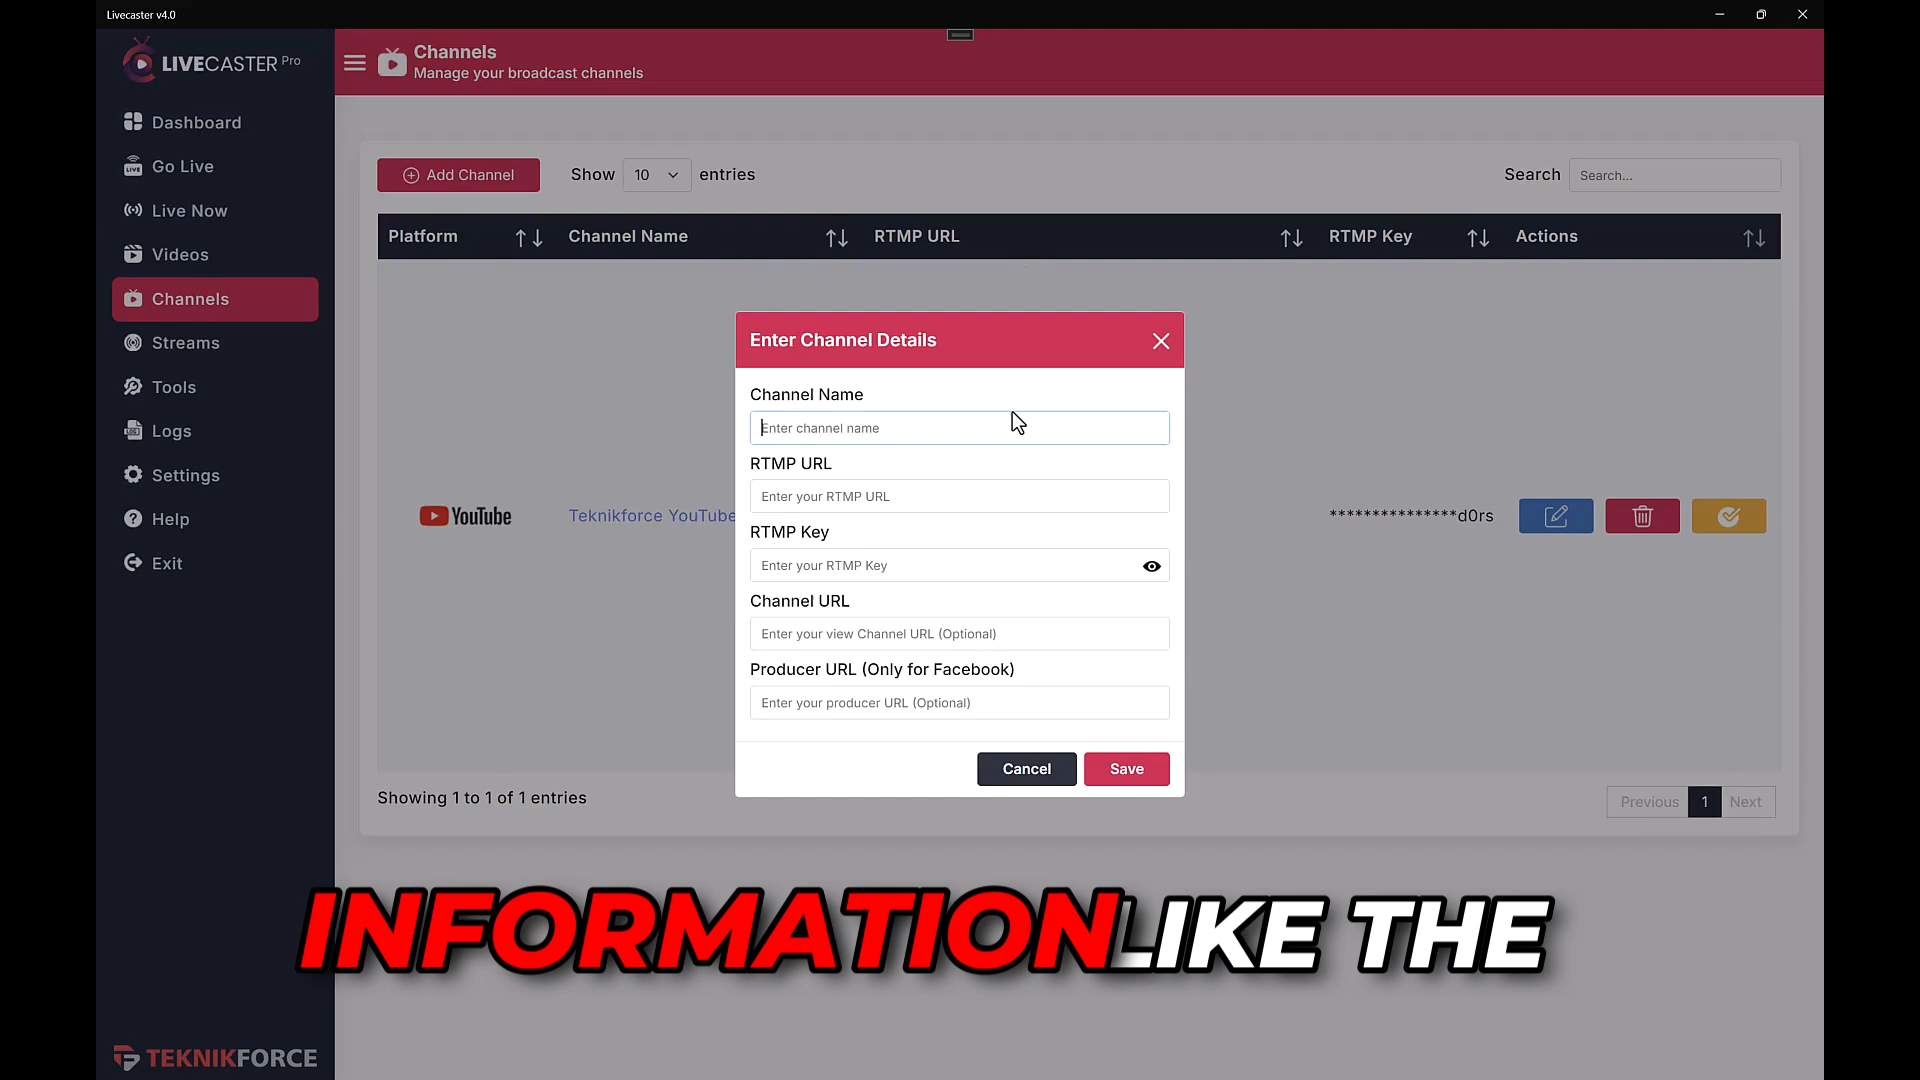 Livecaster v4.0
LIVECASTER Pro
Channels
Manage your broadcast channels
Dashboard
Go Live
Live Now
Videos
Channels
Streams
Tools
Logs
Settings
Help
Exit
Add Channel
Show 10 entries
Search Search...
Platform Channel Name RTMP URL RTMP Key Actions
YouTube Teknikforce YouTube ***************d0rs
Enter Channel Details
Channel Name
Enter channel name
RTMP URL
Enter your RTMP URL
RTMP Key
Enter your RTMP Key
Channel URL
Enter your view Channel URL (Optional)
Producer URL (Only for Facebook)
Enter your producer URL (Optional)
Cancel Save
Showing 1 to 1 of 1 entries
Previous 1 Next
INFORMATION LIKE THE
TEKNIKFORCE